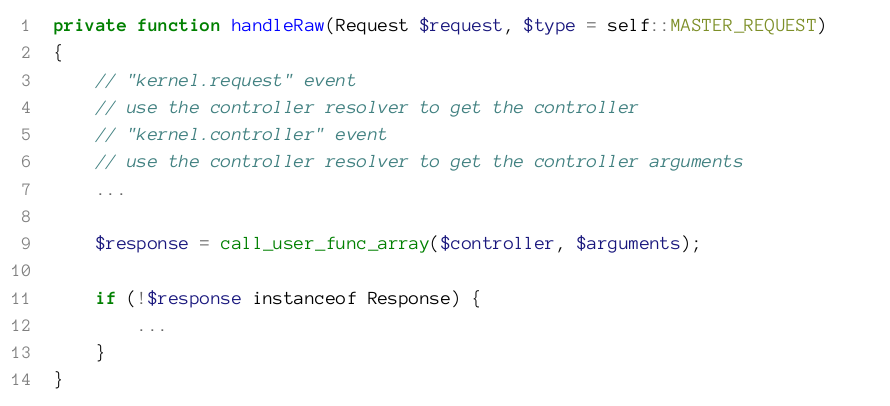 1 private function handleRaw(Request $request, $type = self::MASTER_REQUEST)
2 {
3     // "kernel.request" event
4     // use the controller resolver to get the controller
5     // "kernel.controller" event
6     // use the controller resolver to get the controller arguments
7     ...
8
9     $response = call_user_func_array($controller, $arguments);
10
11     if (!$response instanceof Response) {
12         ...
13     }
14 }